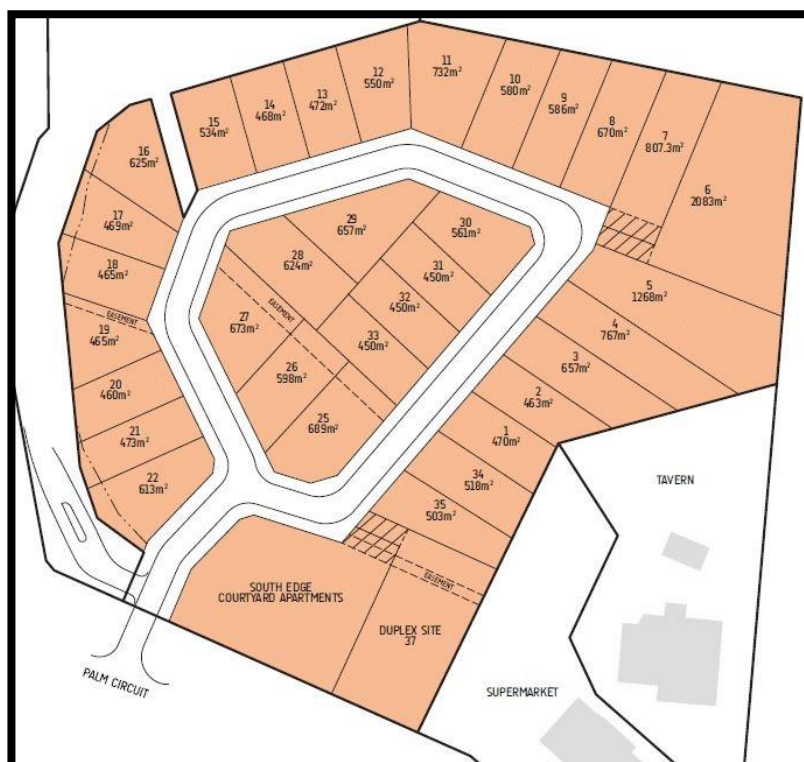 11
732m²
12
550m²
13
472m²
14
468m²
15
534m²
10
580m²
9
586m²
8
670m²
7
807.3m²
6
2083m²
16
625m²
17
469m²
18
465m²
EASEMENT
19
465m²
20
460m²
21
473m²
22
613m²
29
657m²
30
561m²
28
624m²
31
450m²
32
450m²
EASEMENT
27
673m²
33
450m²
26
598m²
25
689m²
5
1268m²
4
767m²
3
657m²
2
463m²
1
470m²
34
518m²
35
503m²
EASEMENT
TAVERN
SOUTH EDGE
COURTYARD APARTMENTS
DUPLEX SITE
37
PALM CIRCUIT
SUPERMARKET